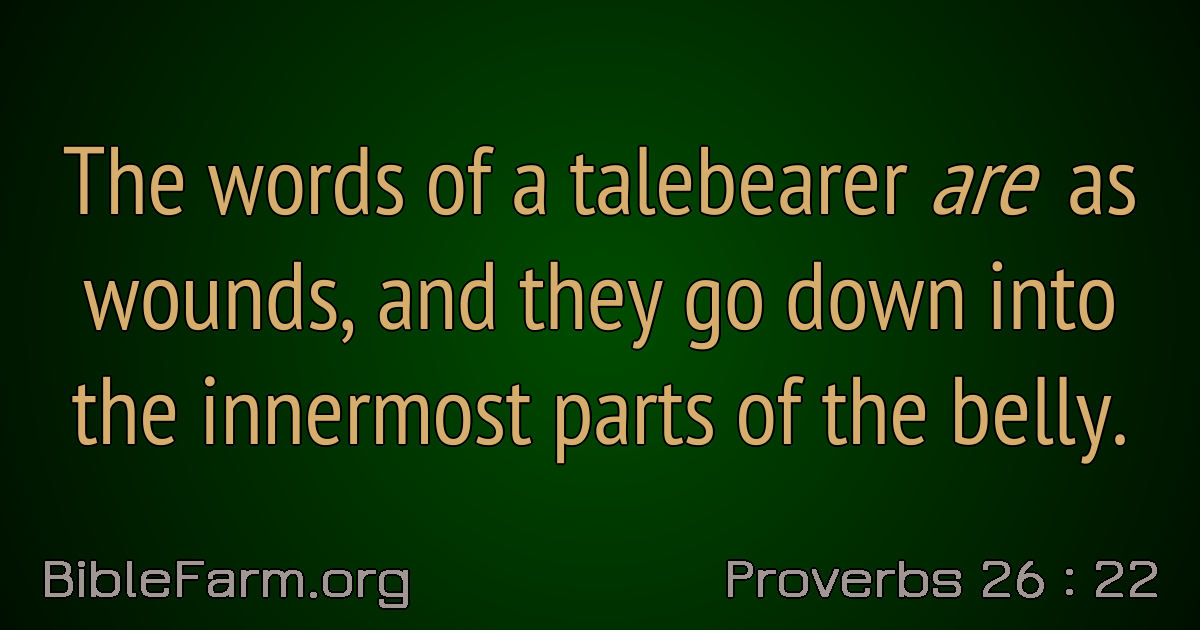 The words of a talebearer are as
wounds, and they go down into
the innermost parts of the belly.
BibleFarm.org
Proverbs 26 : 22